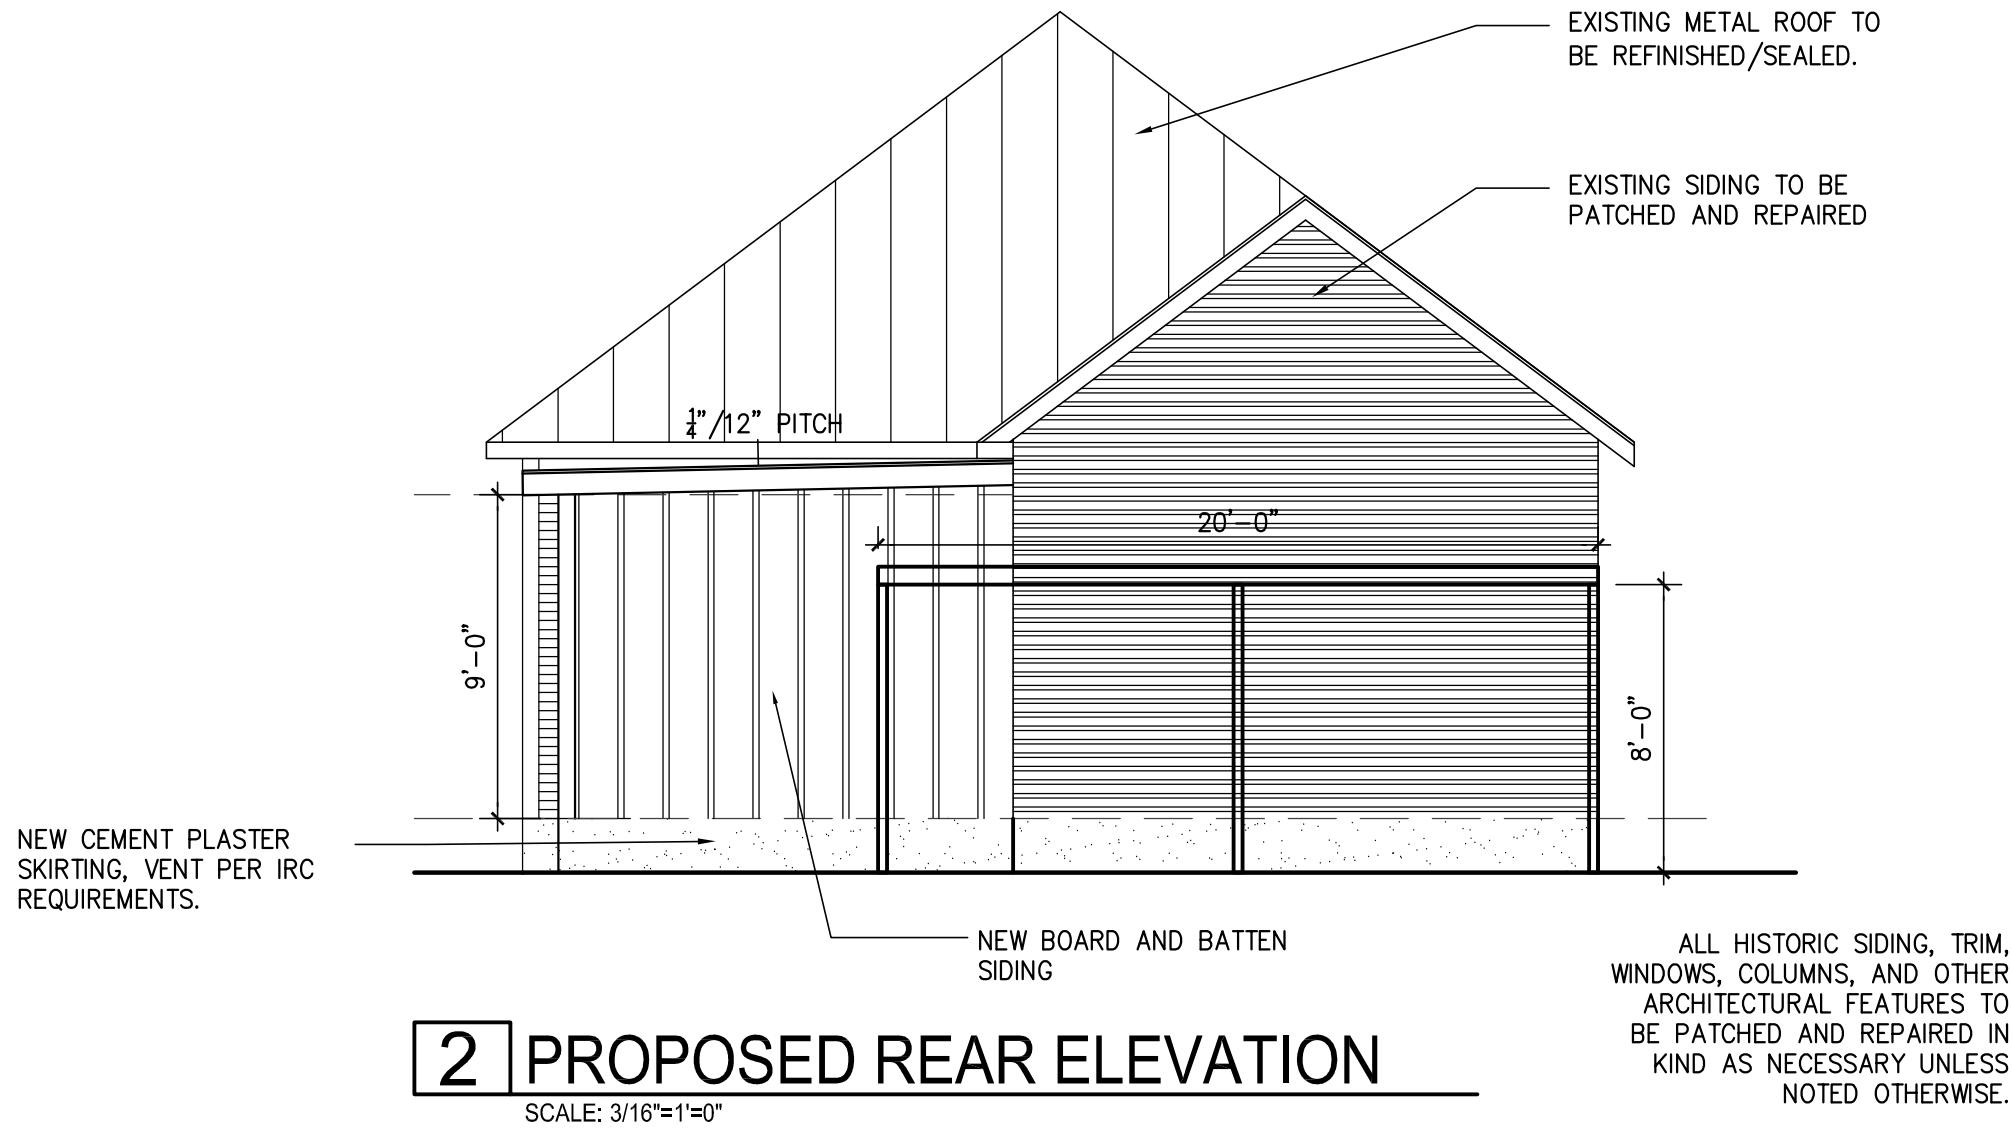 EXISTING METAL ROOF TO
BE REFINISHED/SEALED.
EXISTING SIDING TO BE
PATCHED AND REPAIRED
1/4"/12" PITCH
20'-0"
9'-0"
8'-0"
NEW CEMENT PLASTER
SKIRTING, VENT PER IRC
REQUIREMENTS.
NEW BOARD AND BATTEN
SIDING
ALL HISTORIC SIDING, TRIM,
WINDOWS, COLUMNS, AND OTHER
ARCHITECTURAL FEATURES TO
BE PATCHED AND REPAIRED IN
KIND AS NECESSARY UNLESS
NOTED OTHERWISE.
2 PROPOSED REAR ELEVATION
SCALE: 3/16"=1'=0"